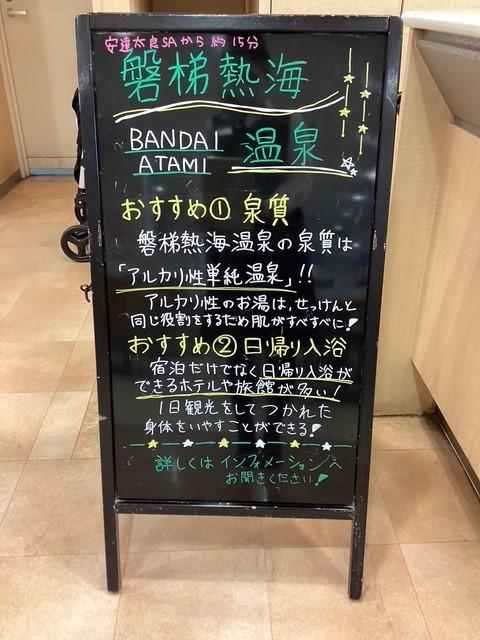 安達太良SAから約15分
磐梯熱海
BANDAI
ATAMI
温泉
おすすめ① 泉質
磐梯熱海温泉の泉質は
「アルカリ性単純温泉」!!
アルカリ性のお湯は,せっけんと
同じ役割をするため肌がすべすべに!
おすすめ②日帰り入浴
宿泊だけでなく日帰り入浴が
できるホテルや旅館が多い!
1日観光をしてつかれた
身体をいやすことができる!
詳しくはインフォメーションへ
お聞きください!